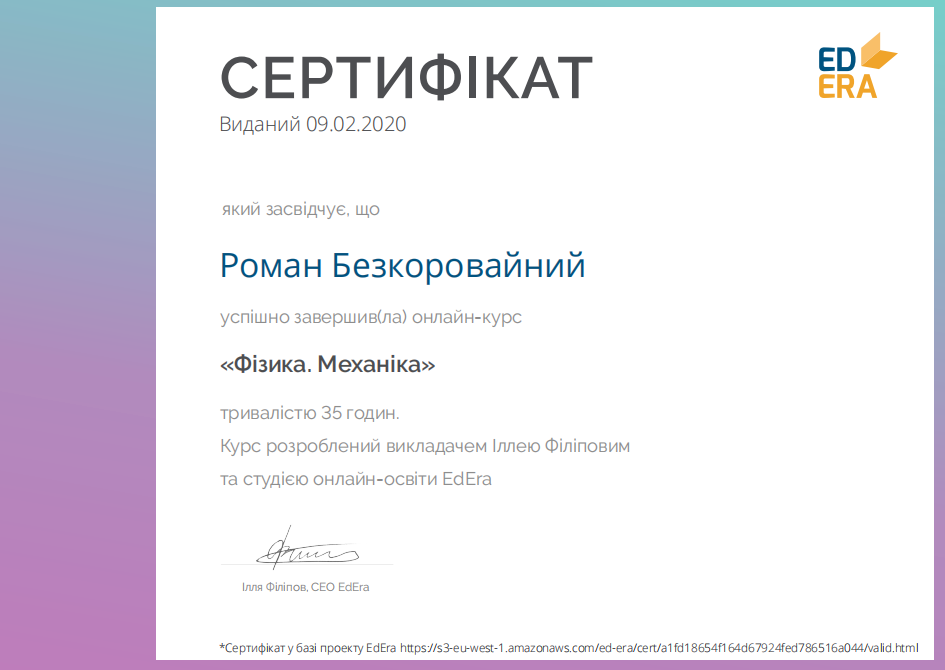 СЕРТИФІКАТ
ED
ERA
Виданий 09.02.2020
який засвідчує, що
Роман Безкоровайний
успішно завершив(ла) онлайн-курс
«Фізика. Механіка»
тривалістю 35 годин.
Курс розроблений викладачем Іллею Філіповим
та студією онлайн-освіти EdEra
Ілля Філіпов, CEO EdEra
*Сертифікат у базі проекту EdEra https://s3-eu-west-1.amazonaws.com/ed-era/cert/a1fd18654f164d67924fed786516a044/valid.html